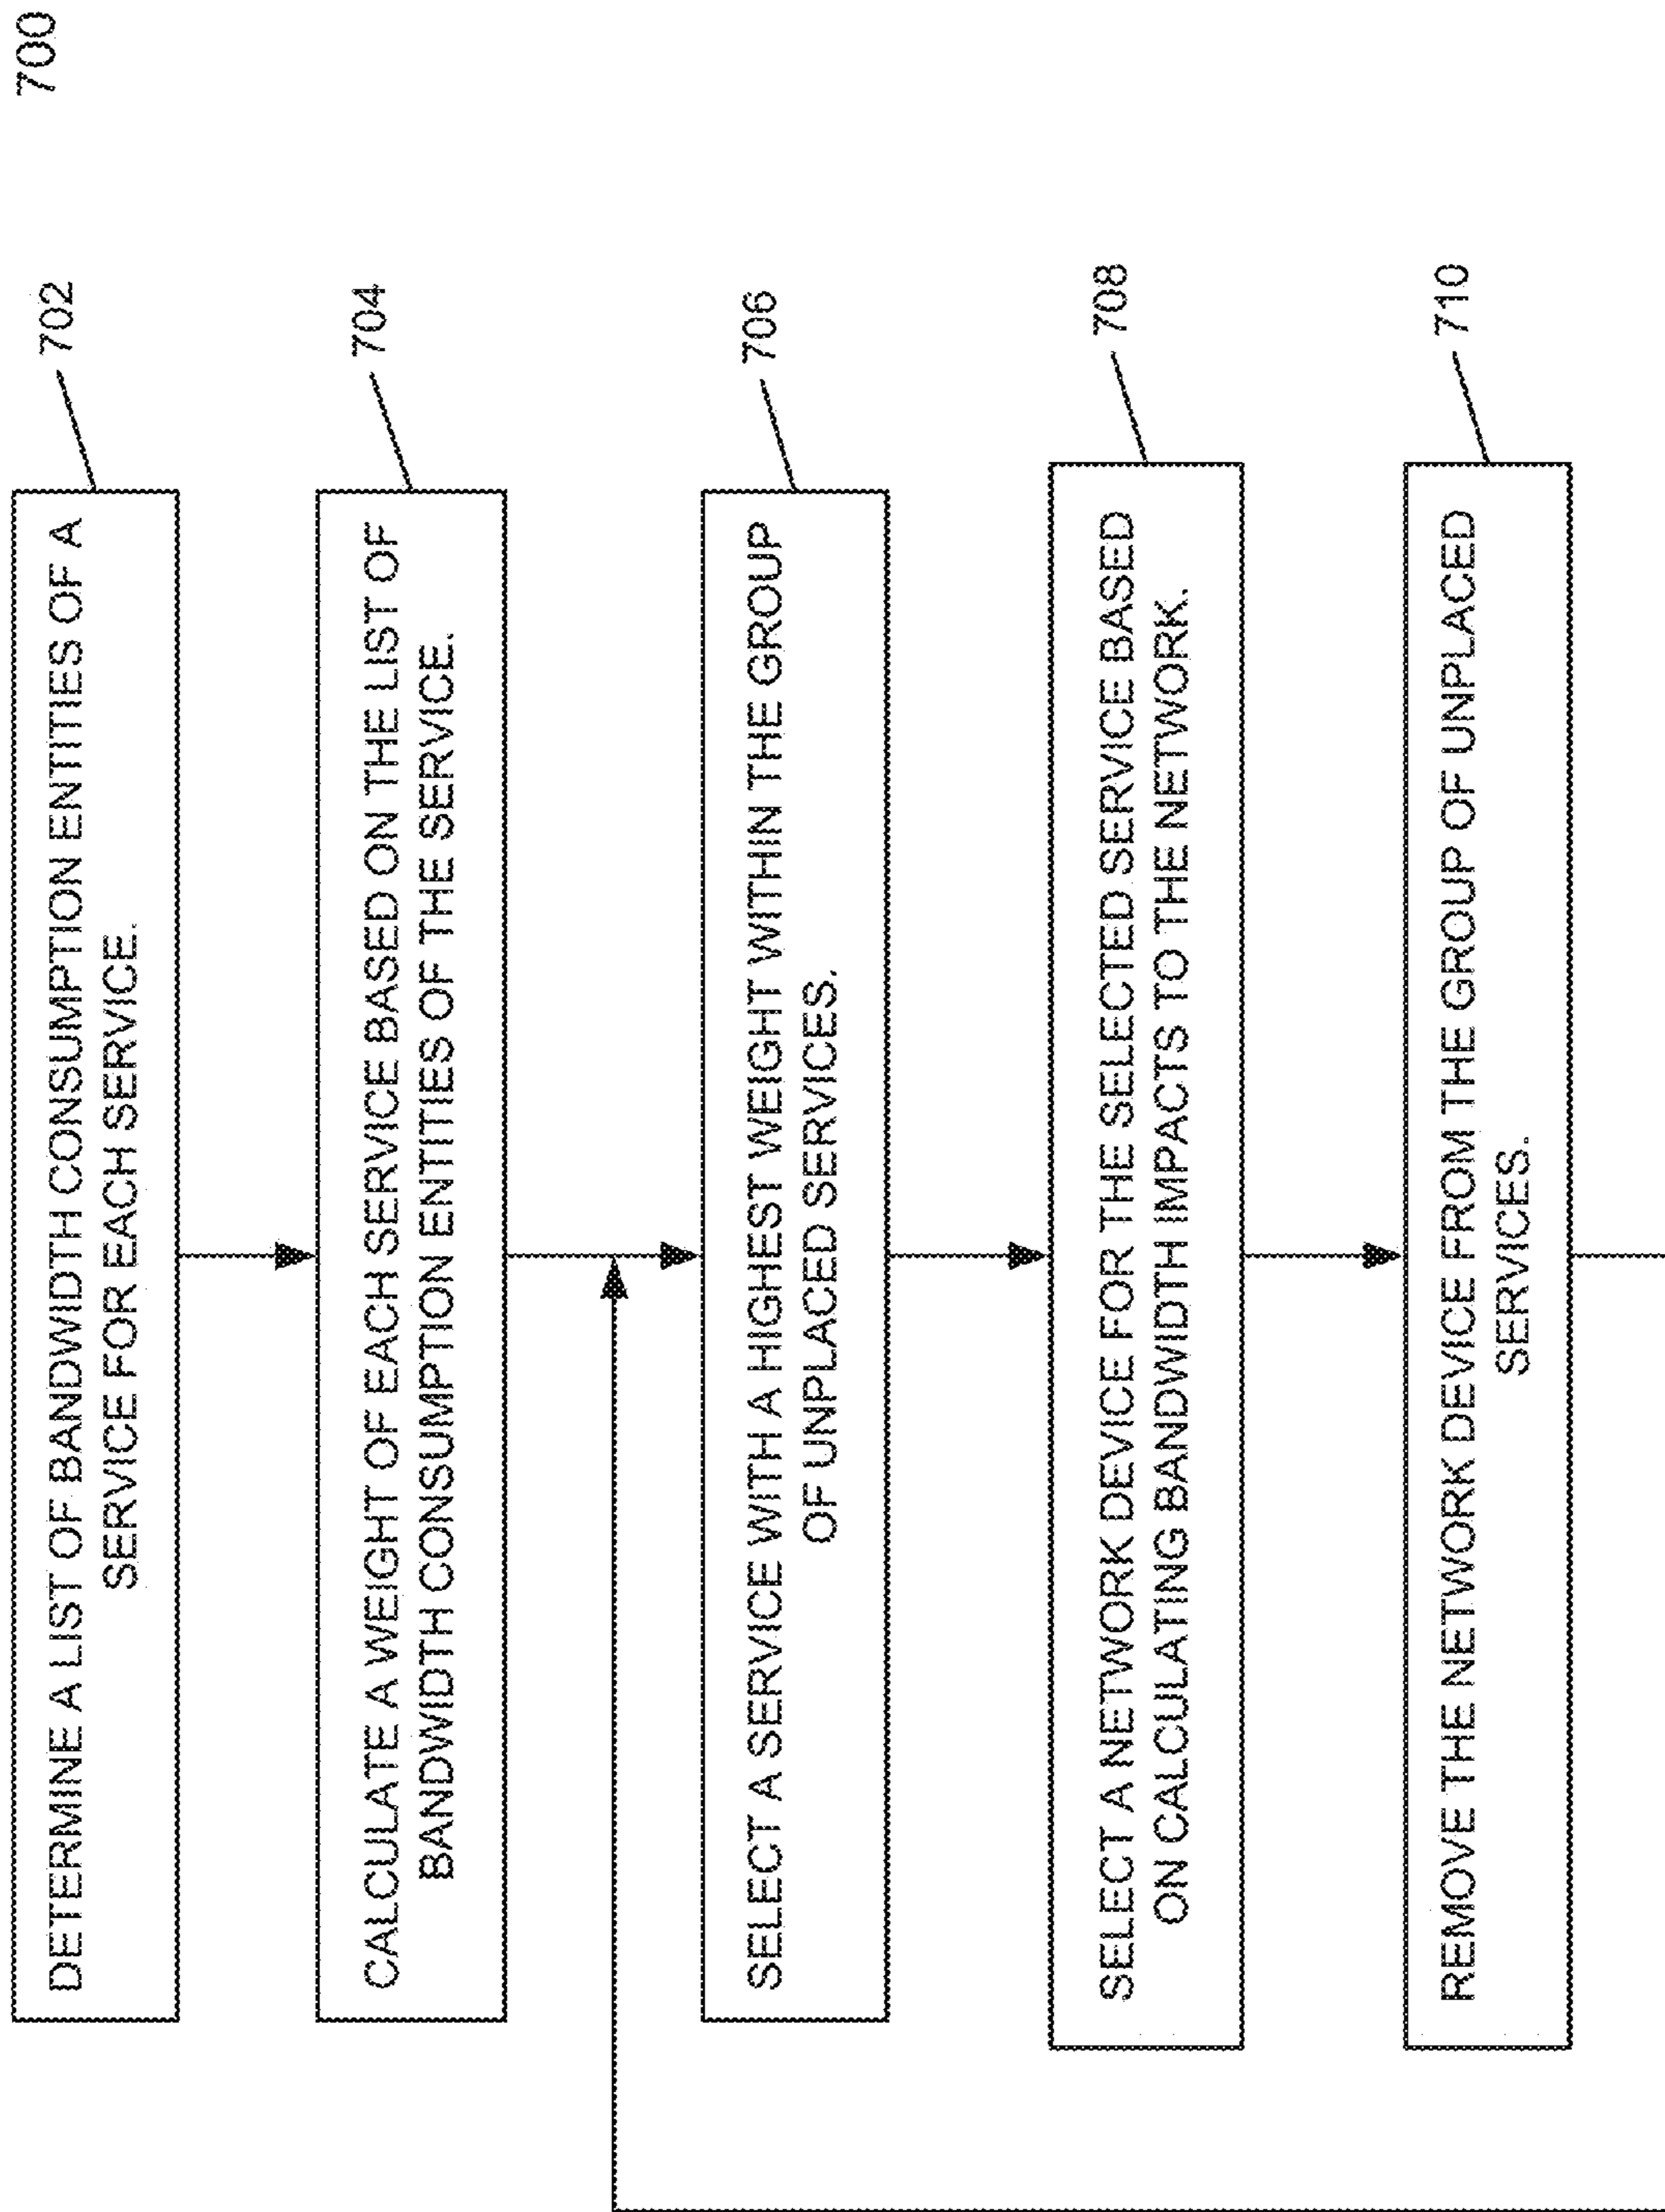 700
DETERMINE A LIST OF BANDWIDTH CONSUMPTION ENTITIES OF A
SERVICE FOR EACH SERVICE.
702
CALCULATE A WEIGHT OF EACH SERVICE BASED ON THE LIST OF
BANDWIDTH CONSUMPTION ENTITIES OF THE SERVICE.
704
SELECT A SERVICE WITH A HIGHEST WEIGHT WITHIN THE GROUP
OF UNPLACED SERVICES.
706
SELECT A NETWORK DEVICE FOR THE SELECTED SERVICE BASED
ON CALCULATING BANDWIDTH IMPACTS TO THE NETWORK.
708
REMOVE THE NETWORK DEVICE FROM THE GROUP OF UNPLACED
SERVICES.
710